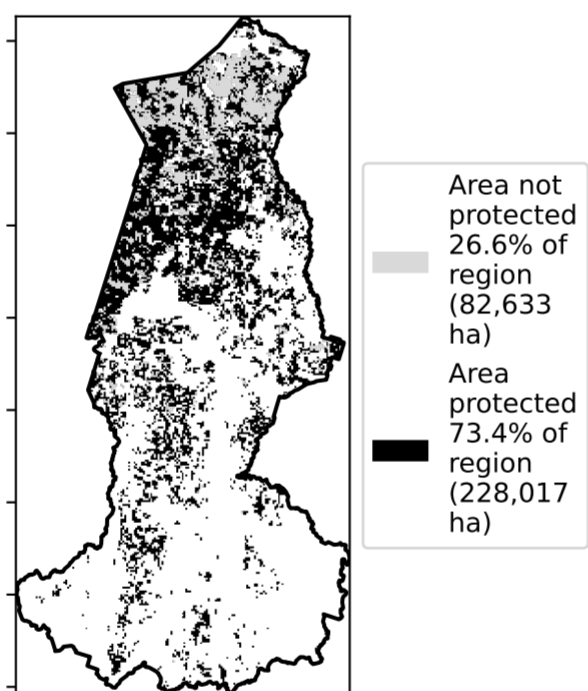 Area not
protected
26.6% of
region
(82,633
ha)
Area
protected
73.4% of
region
(228,017
ha)